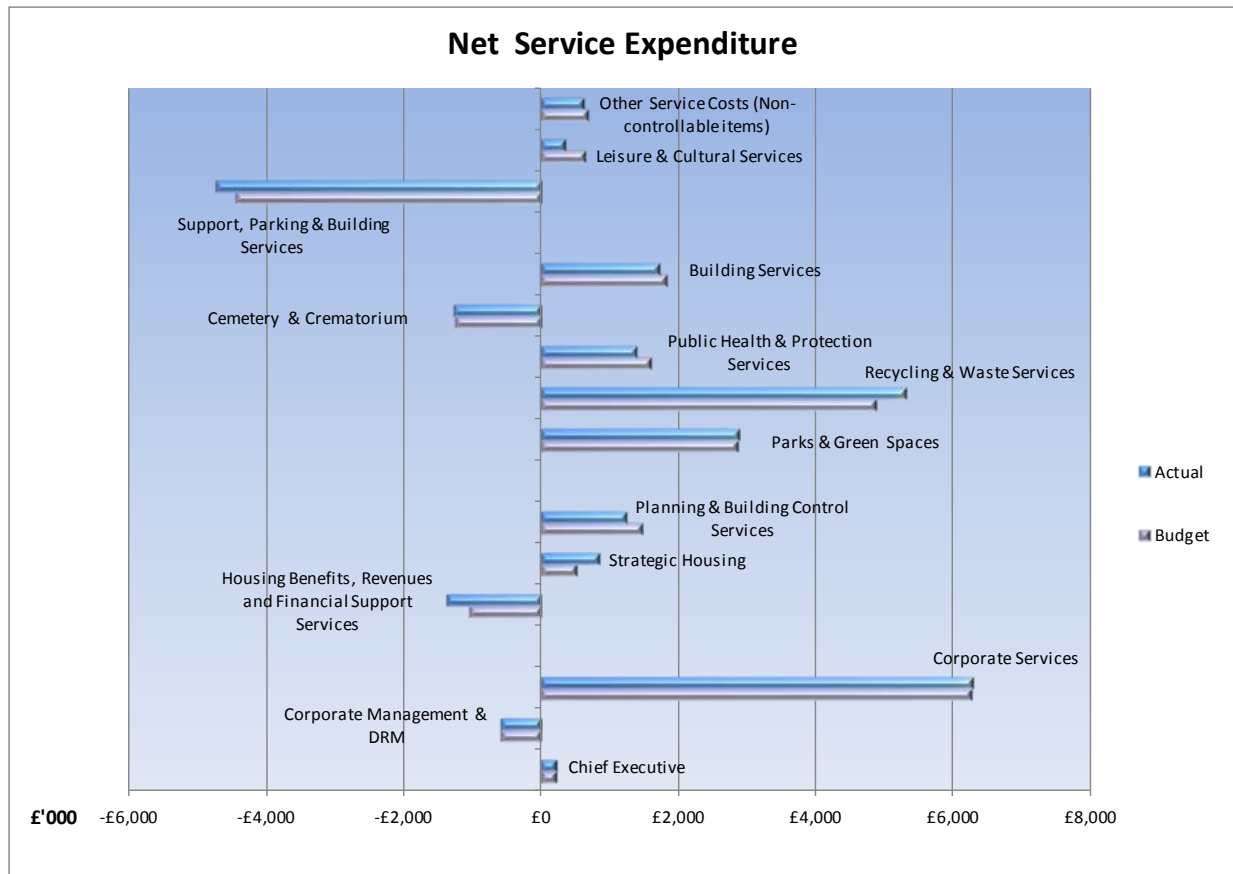 Net Service Expenditure
Other Service Costs (Non-
controllable items)
Leisure & Cultural Services
Support, Parking & Building
Services
Building Services
Cemetery & Crematorium
Public Health & Protection
Services
Recycling & Waste Services
Parks & Green Spaces
Actual
Planning & Building Control
Services
Budget
Strategic Housing
Housing Benefits, Revenues
and Financial Support
Services
Corporate Services
Corporate Management &
DRM
Chief Executive
£'000 -£6,000 -£4,000 -£2,000 £0 £2,000 £4,000 £6,000 £8,000